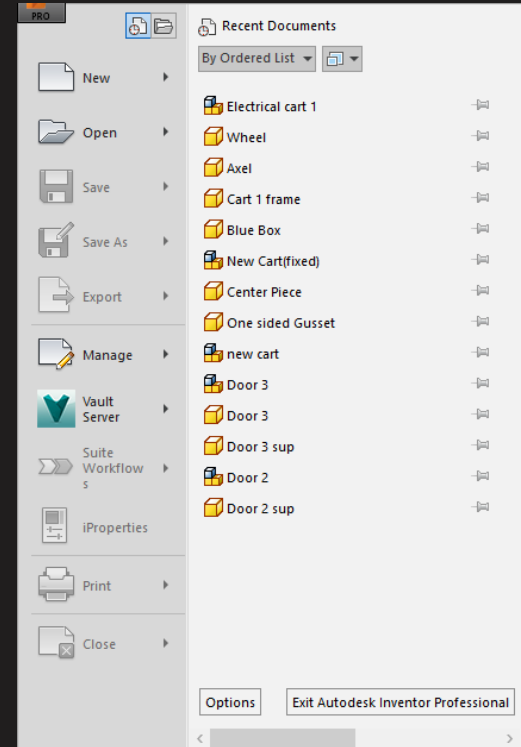 PRO
Recent Documents
By Ordered List
New
Open
Save
Save As
Export
Manage
Vault
Server
Suite
Workflow
s
iProperties
Print
Close
Electrical cart 1
Wheel
Axel
Cart 1 frame
Blue Box
New Cart(fixed)
Center Piece
One sided Gusset
new cart
Door 3
Door 3
Door 3 sup
Door 2
Door 2 sup
Options
Exit Autodesk Inventor Professional